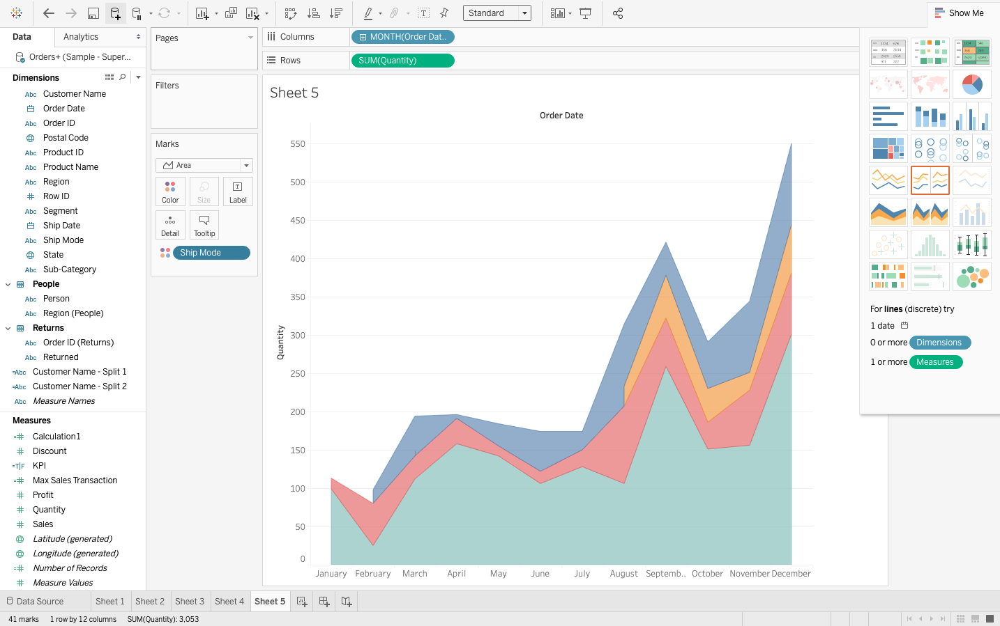 Standard
Show Me
Data
Analytics
Orders+ (Sample - Super...
Dimensions
Abc Customer Name
Order Date
Abc Order ID
Postal Code
Abc Product ID
Abc Product Name
Abc Region
Row ID
Abc Segment
Ship Date
Abc Ship Mode
State
Abc Sub-Category
People
Abc Person
Abc Region (People)
Returns
Abc Order ID (Returns)
Abc Returned
=Abc Customer Name - Split 1
=Abc Customer Name - Split 2
Abc Measure Names
Measures
=# Calculation1
# Discount
=T|F KPI
=# Max Sales Transaction
# Profit
# Quantity
# Sales
Latitude (generated)
Longitude (generated)
=# Number of Records
# Measure Values
Pages
Filters
Marks
Area
Color
Size
Label
Detail
Tooltip
Ship Mode
Columns
MONTH(Order Dat..
Rows
SUM(Quantity)
Sheet 5
Order Date
Quantity
550
500
450
400
350
300
250
200
150
100
50
0
January
February
March
April
May
June
July
August
Septemb..
October
November
December
For lines (discrete) try
1 date
0 or more Dimensions
1 or more Measures
Data Source
Sheet 1
Sheet 2
Sheet 3
Sheet 4
Sheet 5
41 marks
1 row by 12 columns
SUM(Quantity): 3,053